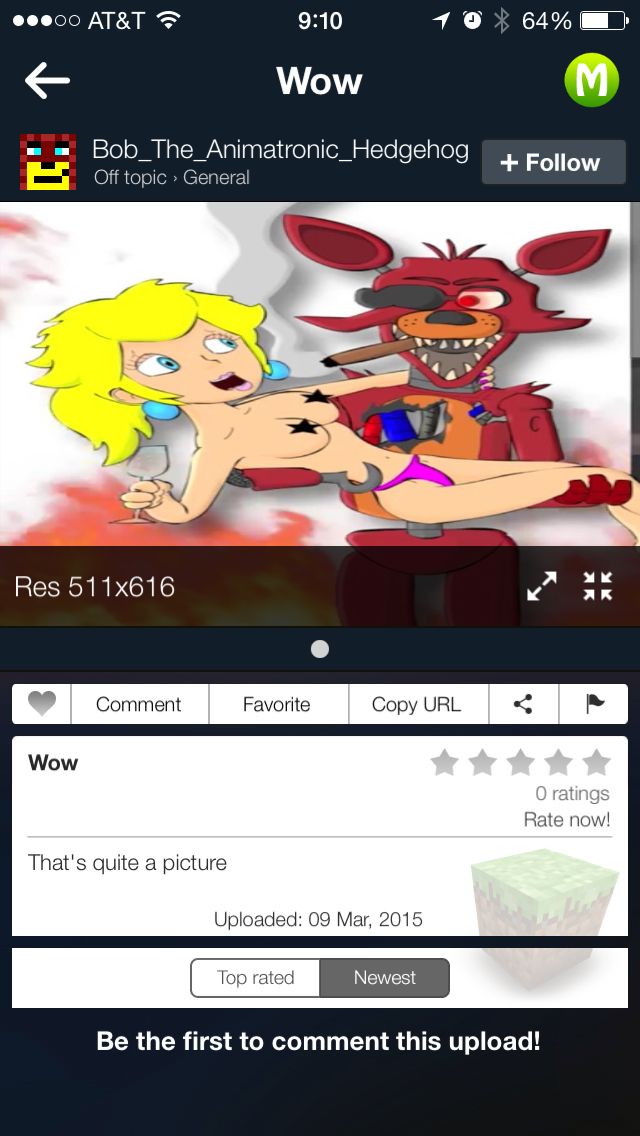 AT&T 9:10 64%
Wow
M
Bob_The_Animatronic_Hedgehog
+ Follow
Off topic › General
Res 511x616
Comment Favorite Copy URL
Wow
0 ratings
Rate now!
That's quite a picture
Uploaded: 09 Mar, 2015
Top rated Newest
Be the first to comment this upload!